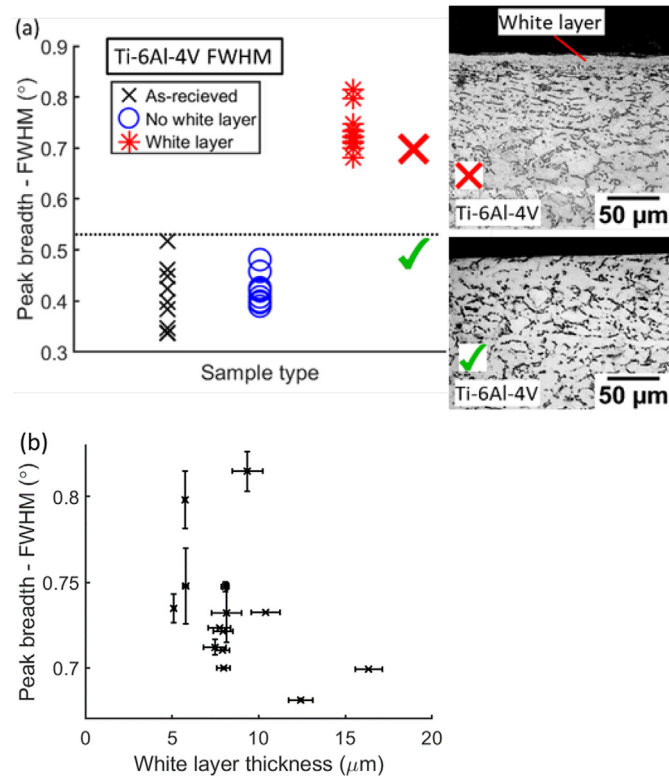 (a)
Ti-6Al-4V FWHM
As-recieved
No white layer
White layer
Peak breadth - FWHM (°)
0.9
0.8
0.7
0.6
0.5
0.4
0.3
Sample type
White layer
Ti-6Al-4V
50 µm
Ti-6Al-4V
50 µm
(b)
Peak breadth - FWHM (°)
0.8
0.75
0.7
0 5 10 15 20
White layer thickness (µm)